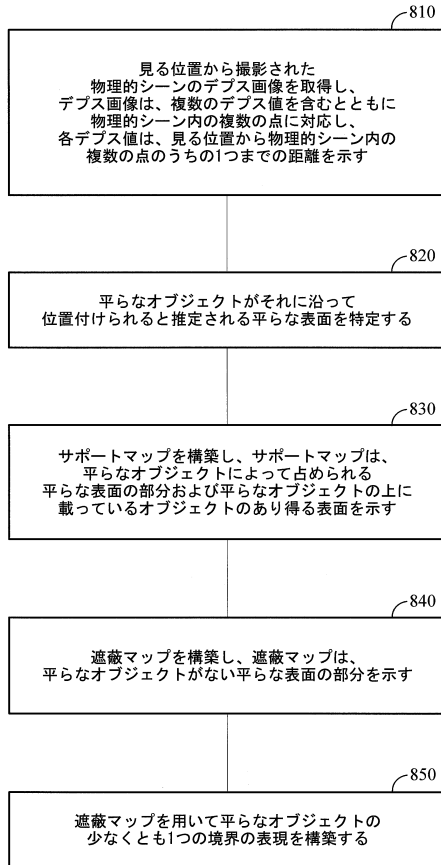 810
見る位置から撮影された
物理的シーンのデプス画像を取得し、
デプス画像は、複数のデプス値を含むとともに
物理的シーン内の複数の点に対応し、
各デプス値は、見る位置から物理的シーン内の
複数の点のうちの1つまでの距離を示す
820
平らなオブジェクトがそれに沿って
位置付けられると推定される平らな表面を特定する
830
サポートマップを構築し、サポートマップは、
平らなオブジェクトによって占められる
平らな表面の部分および平らなオブジェクトの上に
載っているオブジェクトのあり得る表面を示す
840
遮蔽マップを構築し、遮蔽マップは、
平らなオブジェクトがない平らな表面の部分を示す
850
遮蔽マップを用いて平らなオブジェクトの
少なくとも1つの境界の表現を構築する